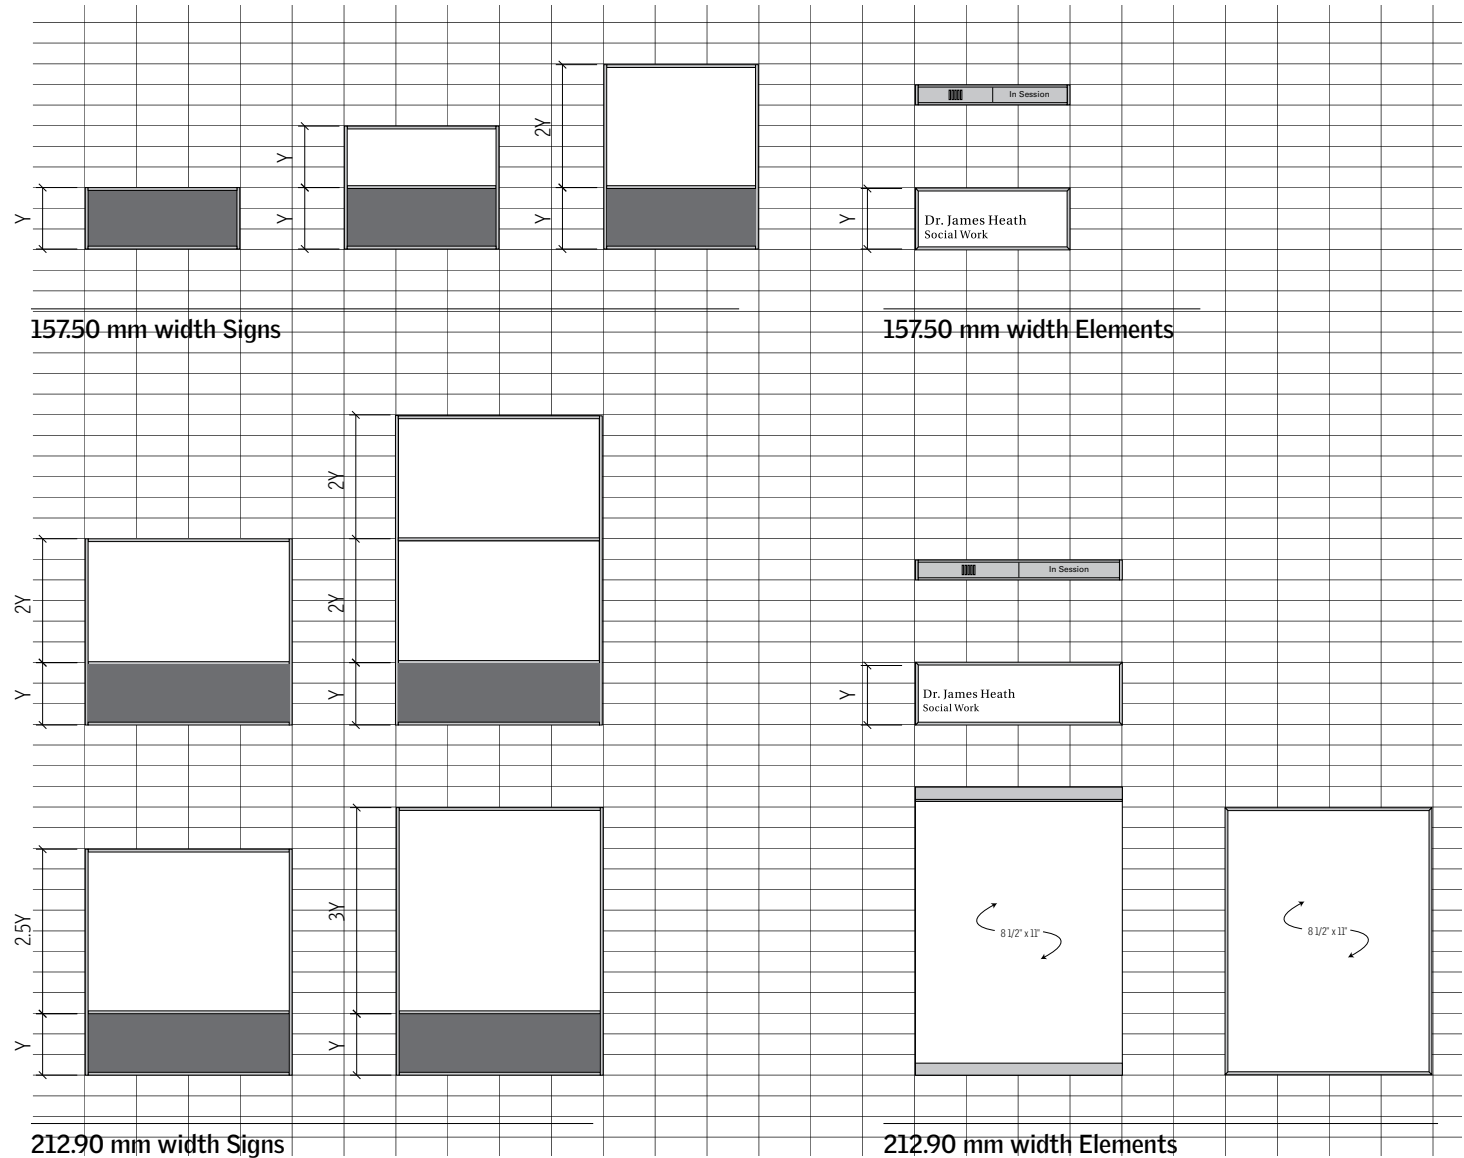 2Y
In Session
Y
Y
Y
Y
Y
Y
Dr. James Heath
Social Work
157.50 mm width Signs
157.50 mm width Elements
2Y
2Y
2Y
In Session
Y
Y
Y
Dr. James Heath
Social Work
2.5Y
3Y
8 1/2" x 11"
8 1/2" x 11"
Y
Y
212.90 mm width Signs
212.90 mm width Elements